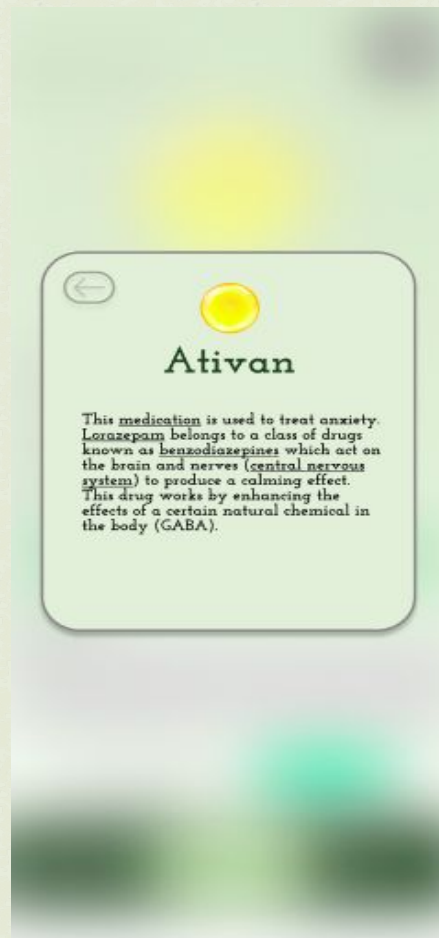 Ativan
This medication is used to treat anxiety.
Lorazepam belongs to a class of drugs
known as benzodiazepines which act on
the brain and nerves (central nervous
system) to produce a calming effect.
This drug works by enhancing the
effects of a certain natural chemical in
the body (GABA).